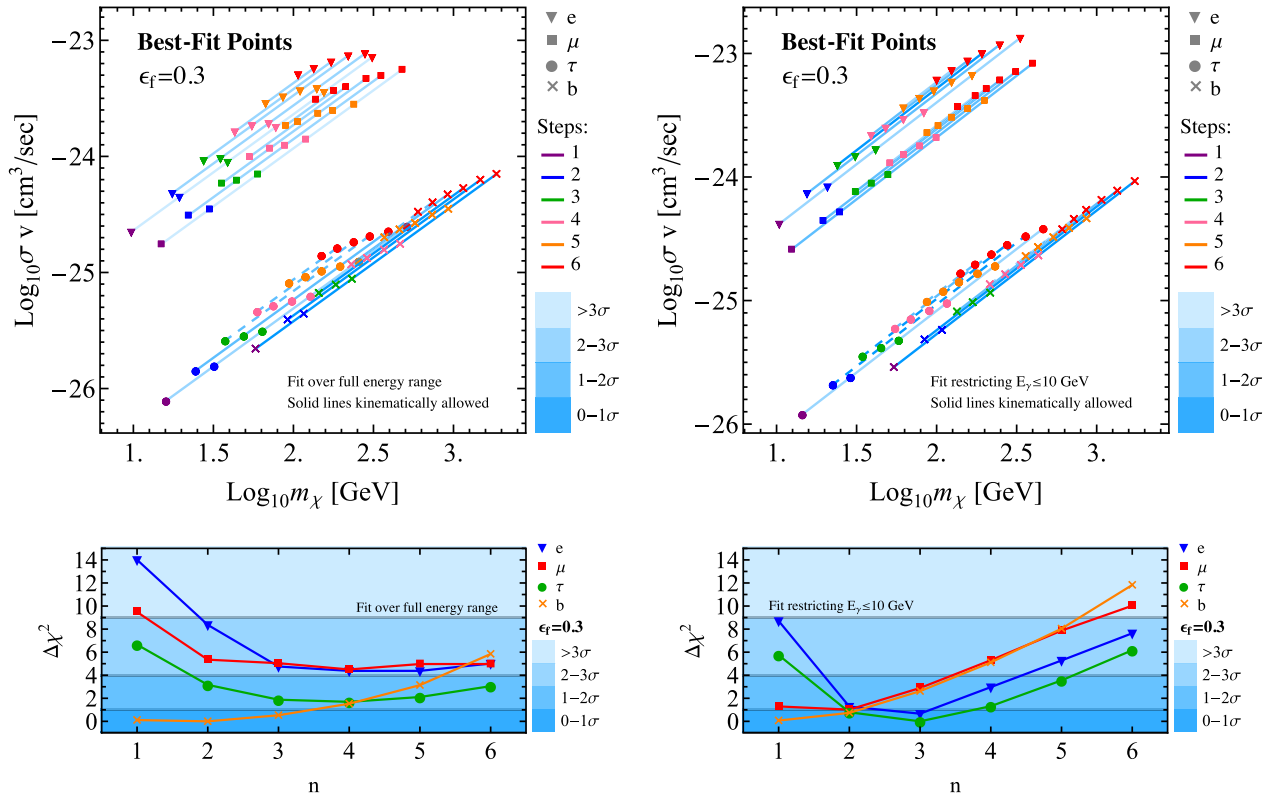 Best-Fit Points
ϵf=0.3
Fit over full energy range
Solid lines kinematically allowed
−23
−24
−25
−26
Log10σ v [cm3/sec]
1.
1.5
2.
2.5
3.
Log10mχ [GeV]
e
μ
τ
b
Steps:
1
2
3
4
5
6
>3σ
2−3σ
1−2σ
0−1σ
Best-Fit Points
ϵf=0.3
Fit restricting Eγ≤10 GeV
Solid lines kinematically allowed
−23
−24
−25
−26
Log10σ v [cm3/sec]
1.
1.5
2.
2.5
3.
Log10mχ [GeV]
e
μ
τ
b
Steps:
1
2
3
4
5
6
>3σ
2−3σ
1−2σ
0−1σ
Fit over full energy range
14
12
10
8
6
4
2
0
Δχ2
1
2
3
4
5
6
n
e
μ
τ
b
ϵf=0.3
>3σ
2−3σ
1−2σ
0−1σ
Fit restricting Eγ≤10 GeV
14
12
10
8
6
4
2
0
Δχ2
1
2
3
4
5
6
n
e
μ
τ
b
ϵf=0.3
>3σ
2−3σ
1−2σ
0−1σ